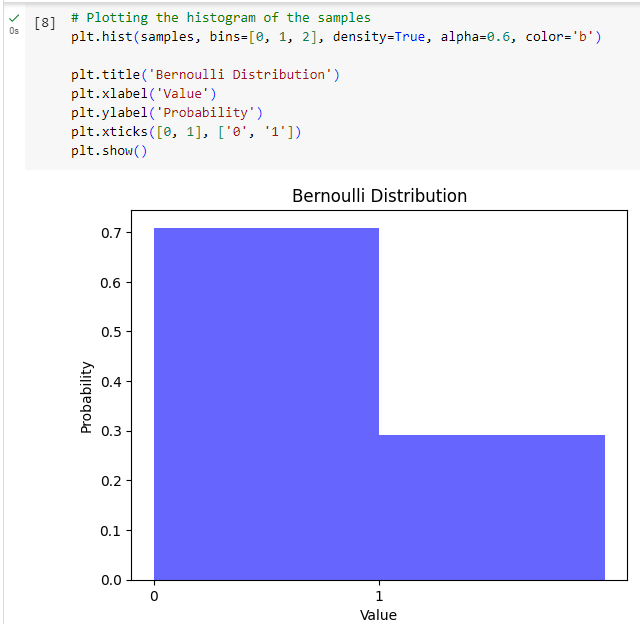 [8] # Plotting the histogram of the samples
0s
plt.hist(samples, bins=[0, 1, 2], density=True, alpha=0.6, color='b')
plt.title('Bernoulli Distribution')
plt.xlabel('Value')
plt.ylabel('Probability')
plt.xticks([0, 1], ['0', '1'])
plt.show()
Bernoulli Distribution
0.7
0.6
0.5
0.4
0.3
0.2
0.1
0.0
Probability
0 1
Value